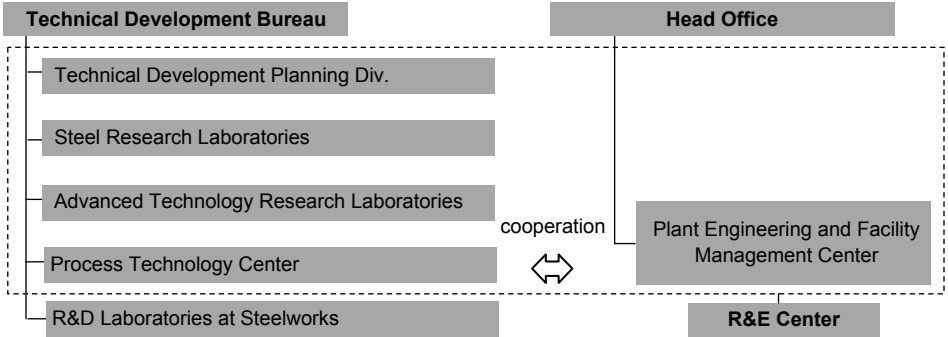 Technical Development Bureau
Head Office
Technical Development Planning Div.
Steel Research Laboratories
Advanced Technology Research Laboratories
cooperation
Plant Engineering and Facility
Management Center
Process Technology Center
R&D Laboratories at Steelworks
R&E Center